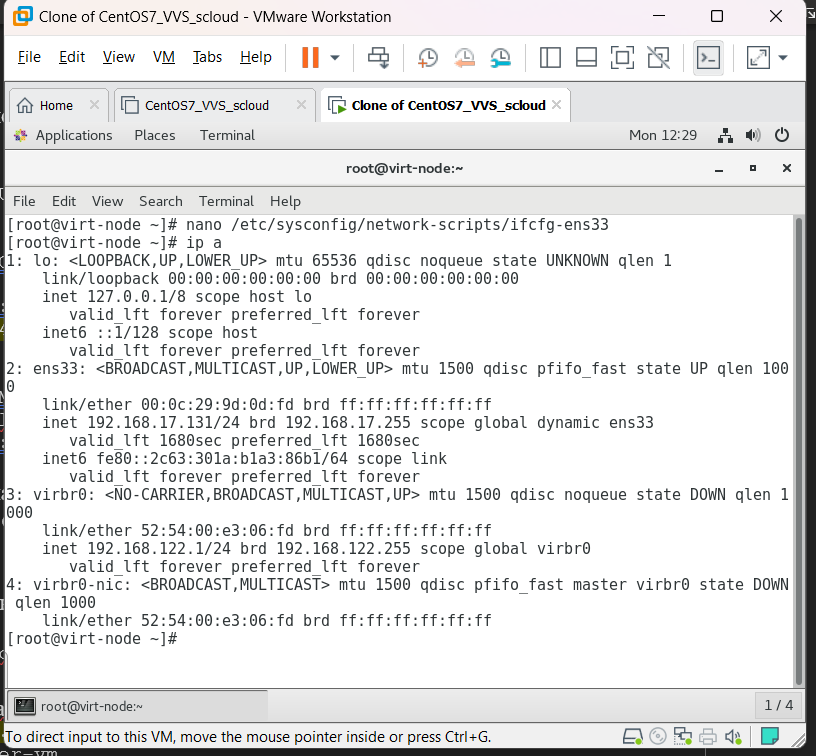 Clone of CentOS7_VVS_scloud - VMware Workstation
File Edit View VM Tabs Help
Home CentOS7_VVS_scloud Clone of CentOS7_VVS_scloud
Applications Places Terminal Mon 12:29
root@virt-node:~
File Edit View Search Terminal Help
[root@virt-node ~]# nano /etc/sysconfig/network-scripts/ifcfg-ens33
[root@virt-node ~]# ip a
1: lo: <LOOPBACK,UP,LOWER_UP> mtu 65536 qdisc noqueue state UNKNOWN qlen 1
    link/loopback 00:00:00:00:00:00 brd 00:00:00:00:00:00
    inet 127.0.0.1/8 scope host lo
       valid_lft forever preferred_lft forever
    inet6 ::1/128 scope host
       valid_lft forever preferred_lft forever
2: ens33: <BROADCAST,MULTICAST,UP,LOWER_UP> mtu 1500 qdisc pfifo_fast state UP qlen 100
0
    link/ether 00:0c:29:9d:0d:fd brd ff:ff:ff:ff:ff:ff
    inet 192.168.17.131/24 brd 192.168.17.255 scope global dynamic ens33
       valid_lft 1680sec preferred_lft 1680sec
    inet6 fe80::2c63:301a:b1a3:86b1/64 scope link
       valid_lft forever preferred_lft forever
3: virbr0: <NO-CARRIER,BROADCAST,MULTICAST,UP> mtu 1500 qdisc noqueue state DOWN qlen 1
000
    link/ether 52:54:00:e3:06:fd brd ff:ff:ff:ff:ff:ff
    inet 192.168.122.1/24 brd 192.168.122.255 scope global virbr0
       valid_lft forever preferred_lft forever
4: virbr0-nic: <BROADCAST,MULTICAST> mtu 1500 qdisc pfifo_fast master virbr0 state DOWN
 qlen 1000
    link/ether 52:54:00:e3:06:fd brd ff:ff:ff:ff:ff:ff
[root@virt-node ~]#
root@virt-node:~ 1 / 4
To direct input to this VM, move the mouse pointer inside or press Ctrl+G.